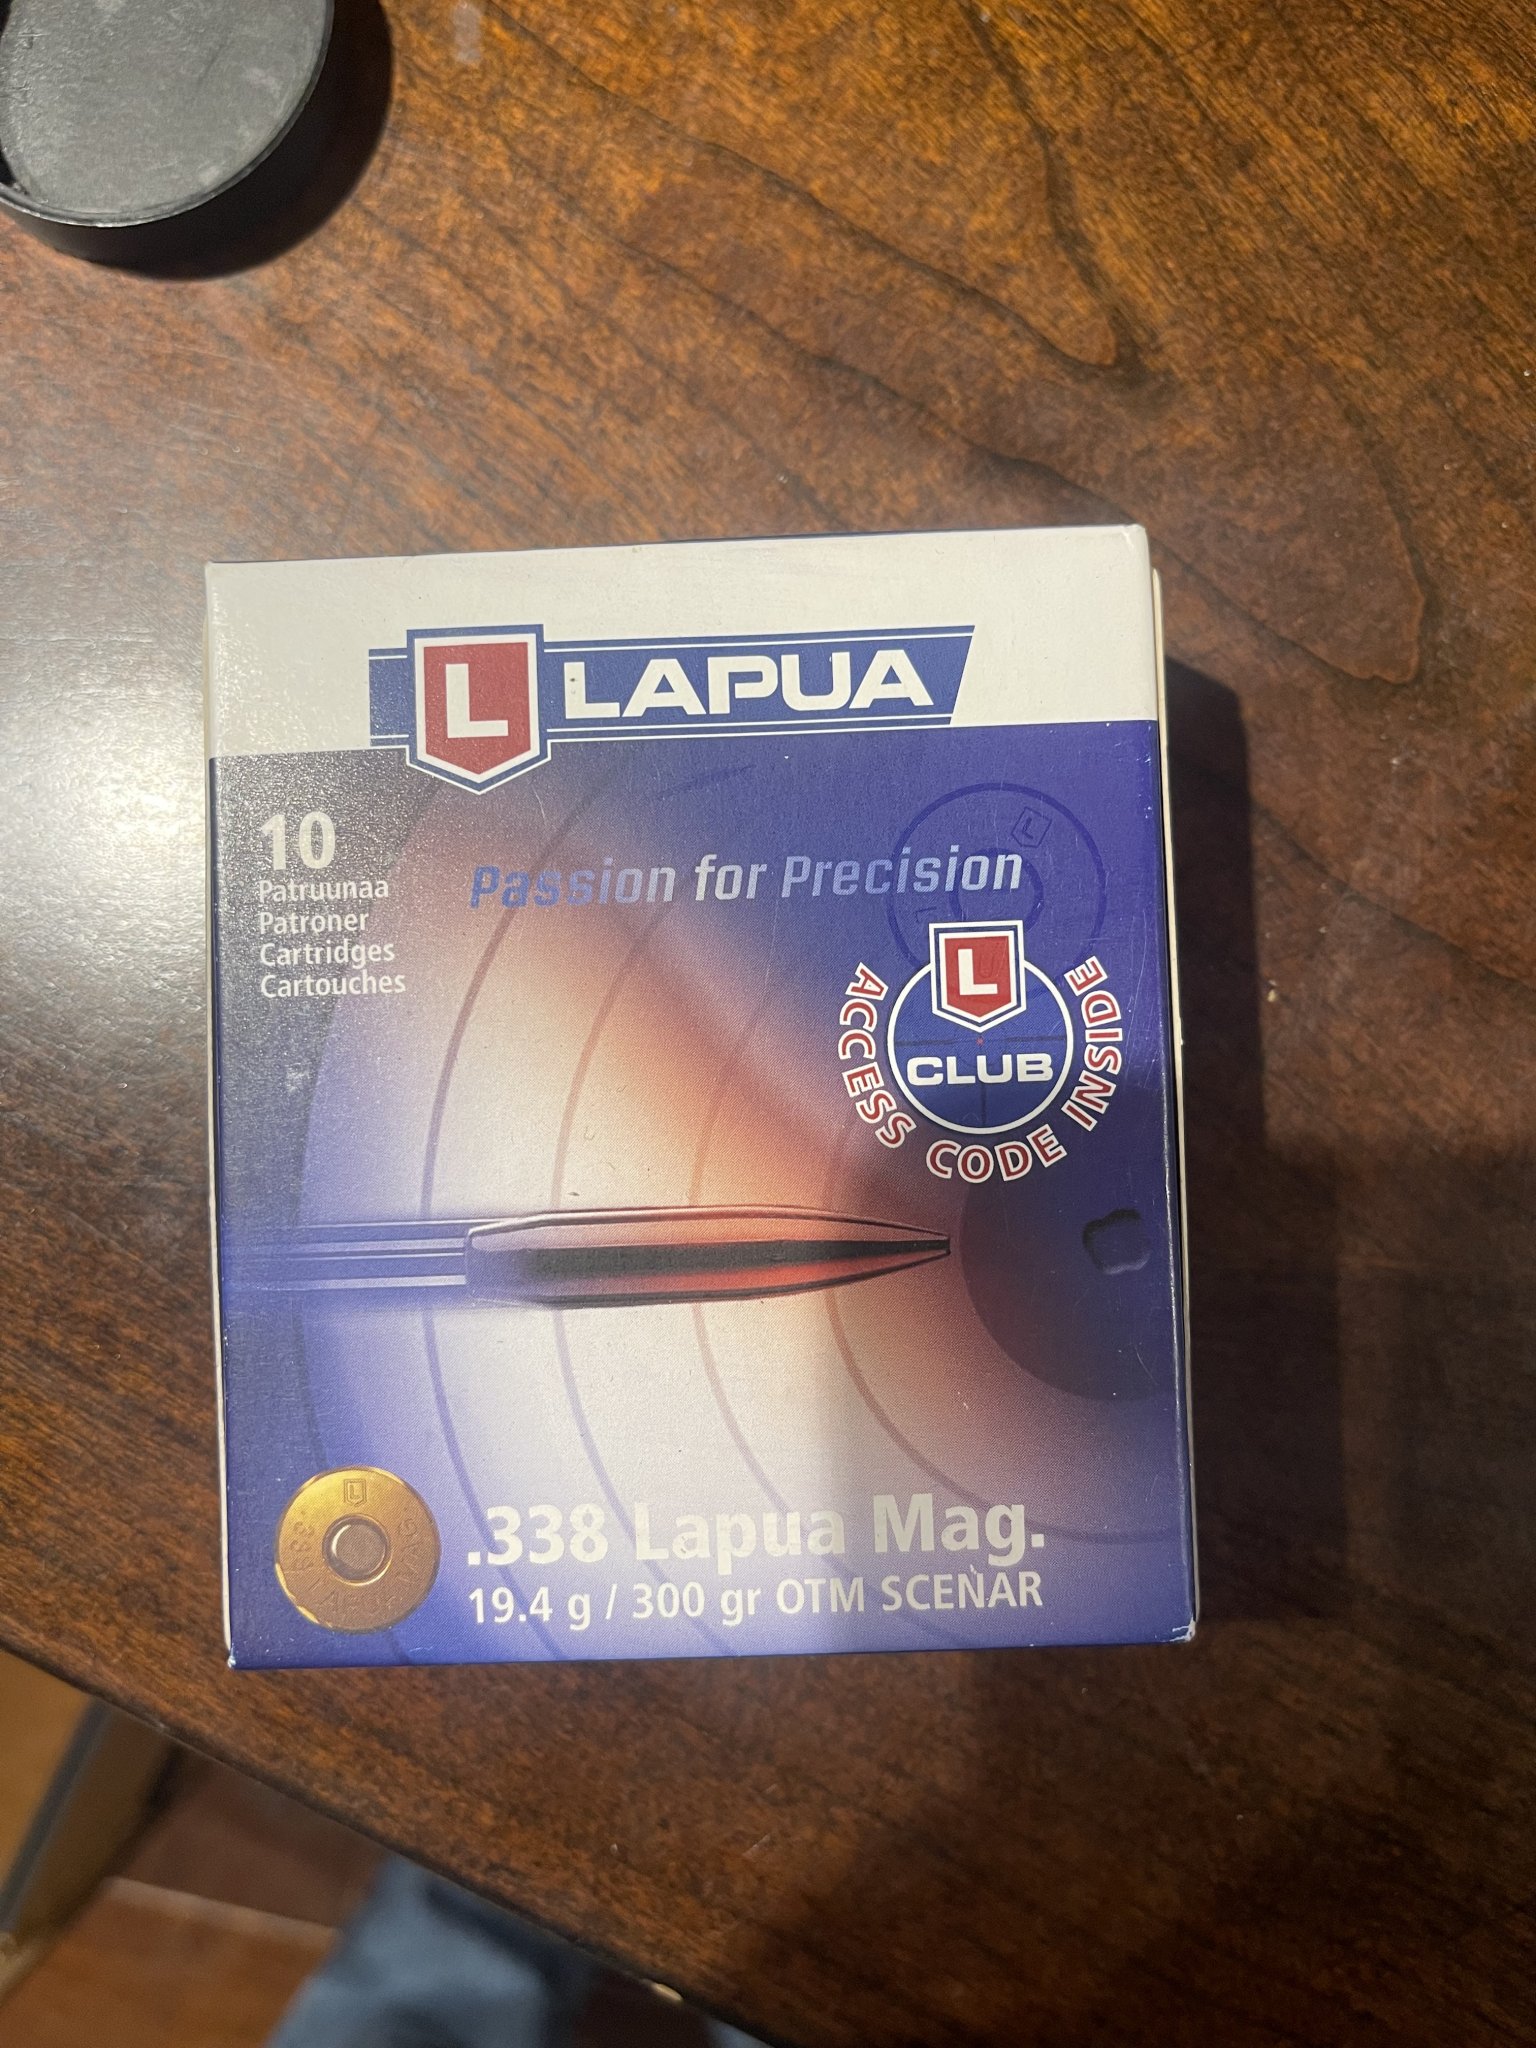 L LAPUA
10
Patruunaa
Patroner
Cartridges
Cartouches
Passion for Precision
L
L
CLUB
ACCESS CODE INSIDE
L
.338 Lapua Mag.
19.4 g / 300 gr OTM SCENAR